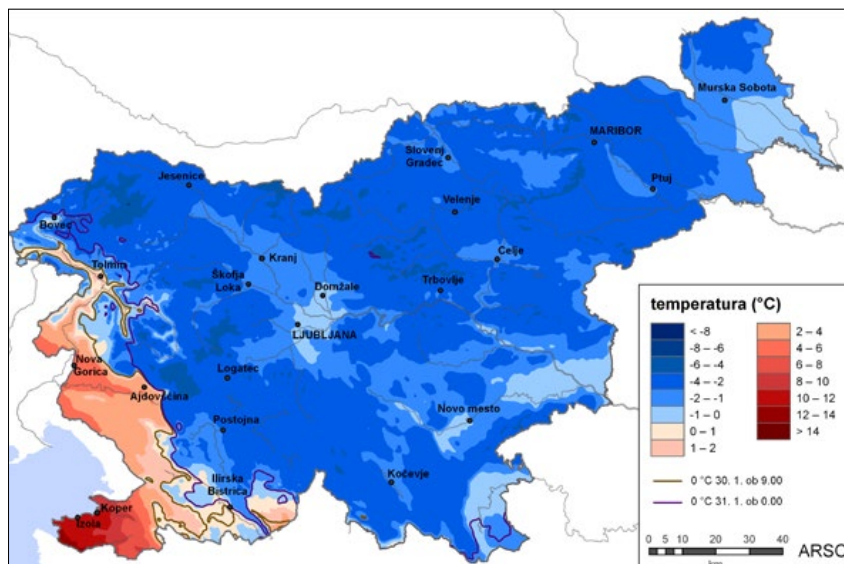 Murska Sobota
MARIBOR
Slovenj
Gradec
Ptuj
Jesenice
Velenje
Bovec
Kranj
Celje
Tolmin
Škofja
Loka
Domžale
Trbovlje
LJUBLJANA
Nova
Gorica
Logatec
Ajdovščina
Postojna
Novo mesto
Ilirska
Bistrica
Kočevje
Koper
Izola
temperatura (°C)
< -8
-8 – -6
-6 – -4
-4 – -2
-2 – -1
-1 – 0
0 – 1
1 – 2
2 – 4
4 – 6
6 – 8
8 – 10
10 – 12
12 – 14
> 14
0 °C 30. 1. ob 9.00
0 °C 31. 1. ob 0.00
0 5 10 20 30 40
km
ARSO